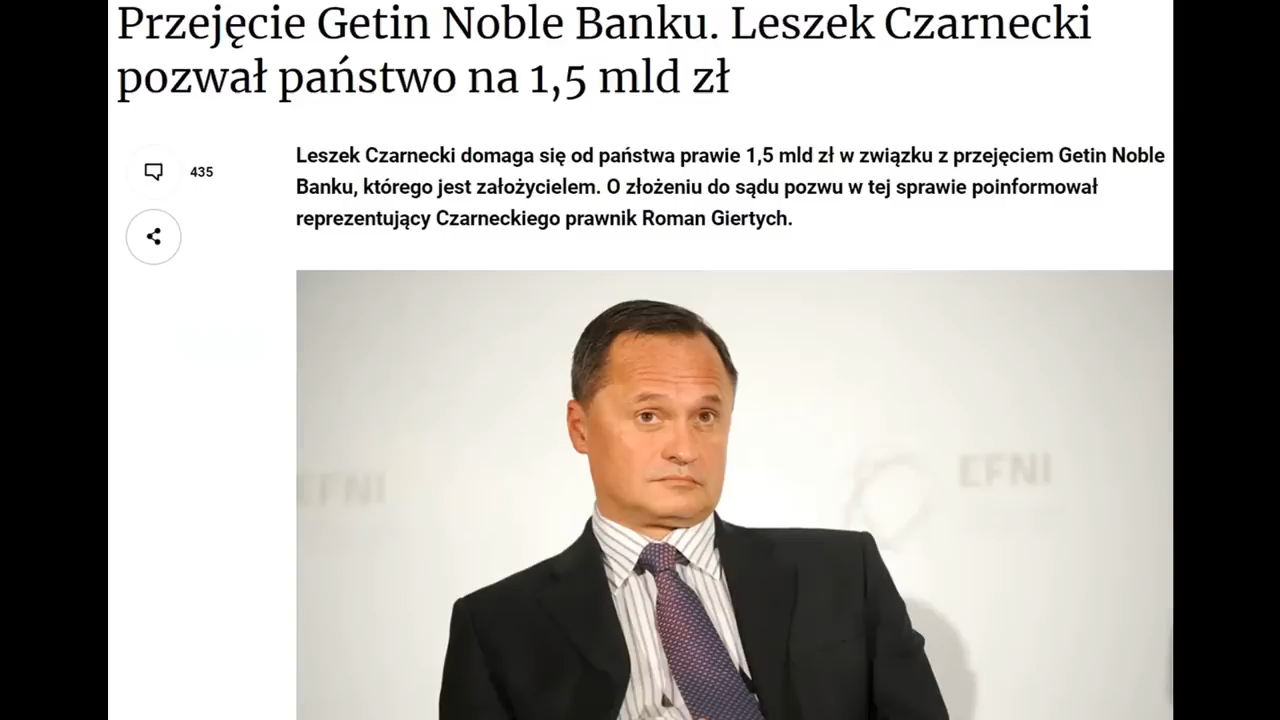 Przejęcie Getin Noble Banku. Leszek Czarnecki
pozwał państwo na 1,5 mld zł
435
Leszek Czarnecki domaga się od państwa prawie 1,5 mld zł w związku z przejęciem Getin Noble
Banku, którego jest założycielem. O złożeniu do sądu pozwu w tej sprawie poinformował
reprezentujący Czarneckiego prawnik Roman Giertych.
EFNI
EFNI